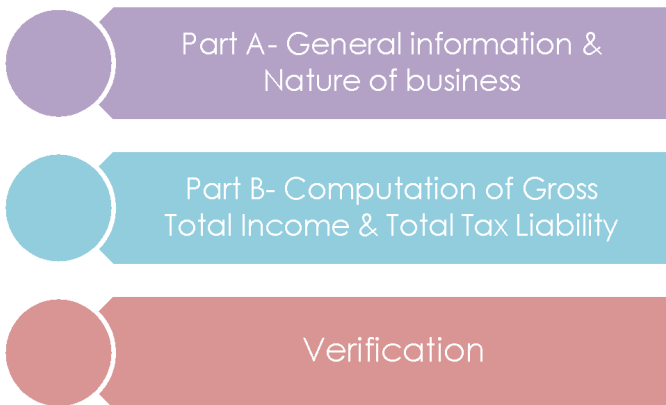 Part A- General information &
Nature of business
Part B- Computation of Gross
Total Income & Total Tax Liability
Verification